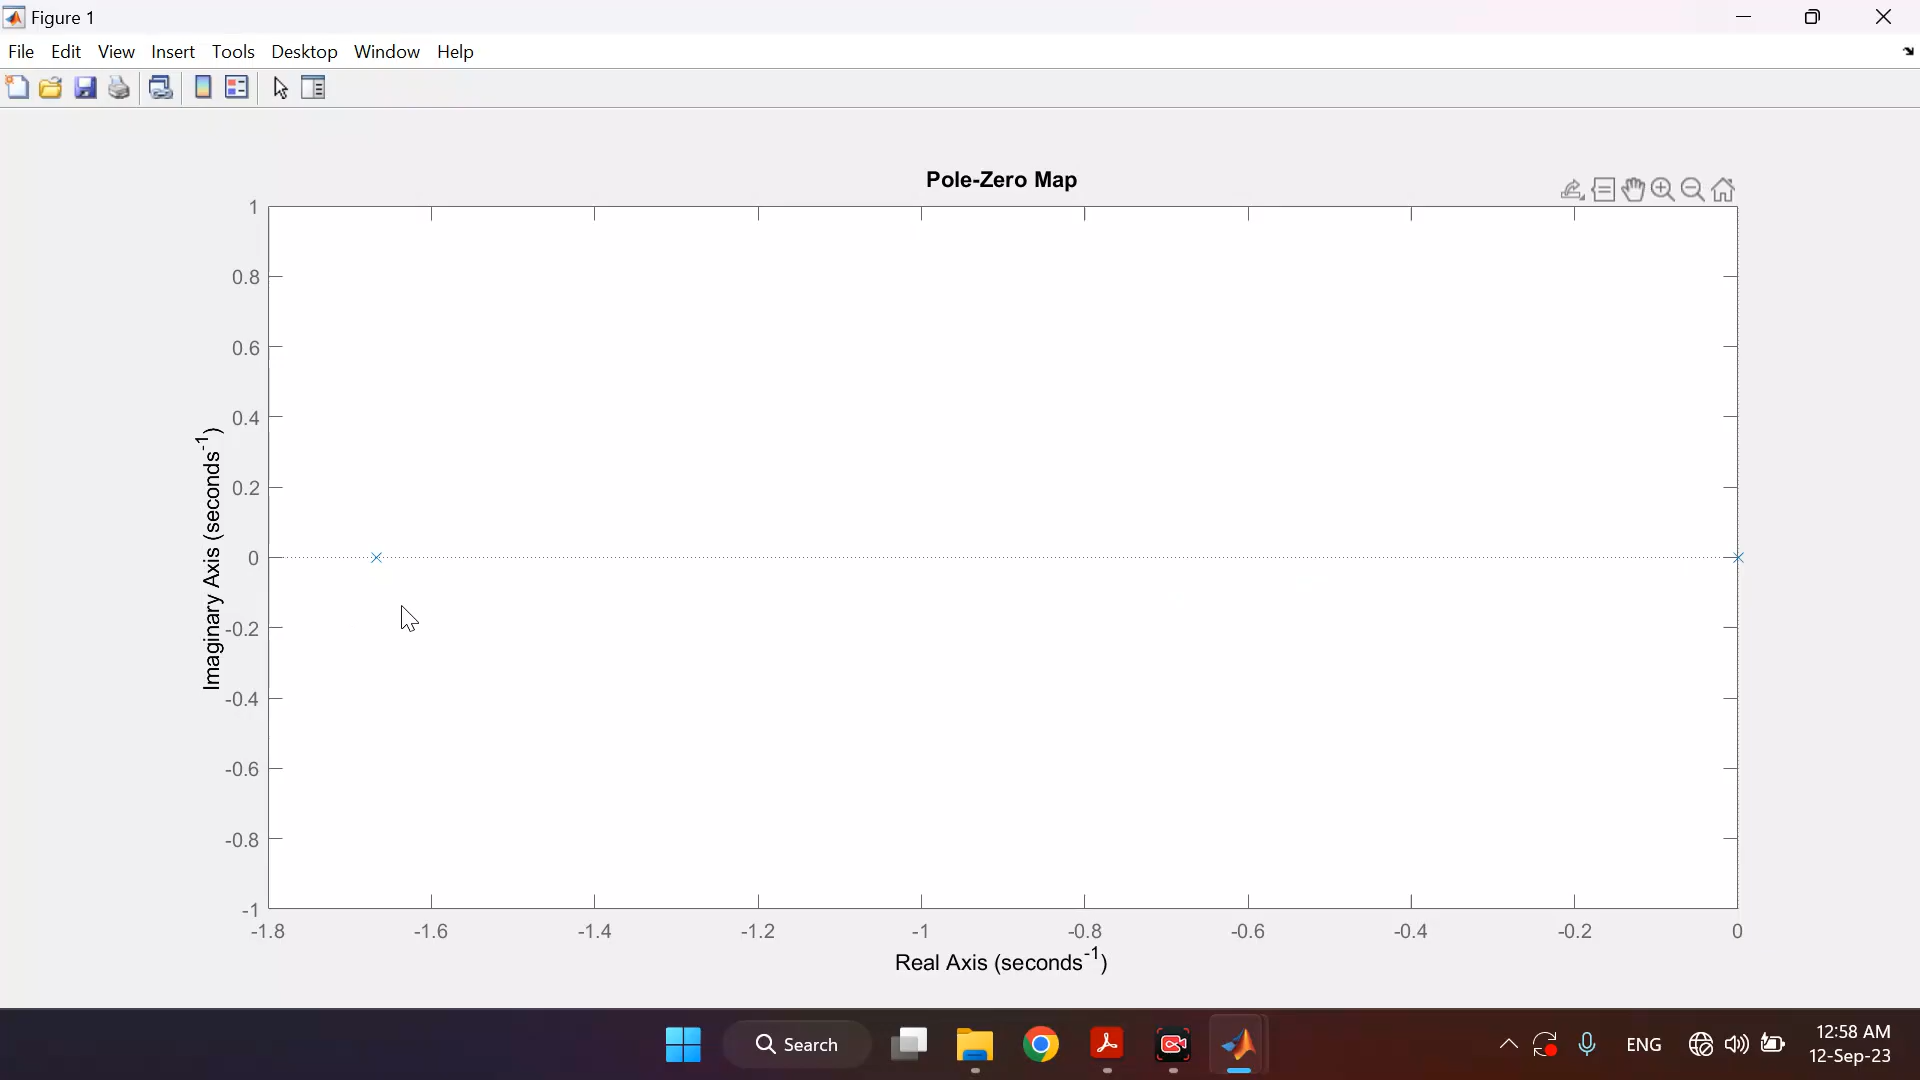 Figure 1
File Edit View Insert Tools Desktop Window Help
Pole-Zero Map
1
0.8
0.6
0.4
0.2
0
-0.2
-0.4
-0.6
-0.8
-1
Imaginary Axis (seconds-1)
-1.8 -1.6 -1.4 -1.2 -1 -0.8 -0.6 -0.4 -0.2 0
Real Axis (seconds-1)
Search
ENG
12:58 AM
12-Sep-23